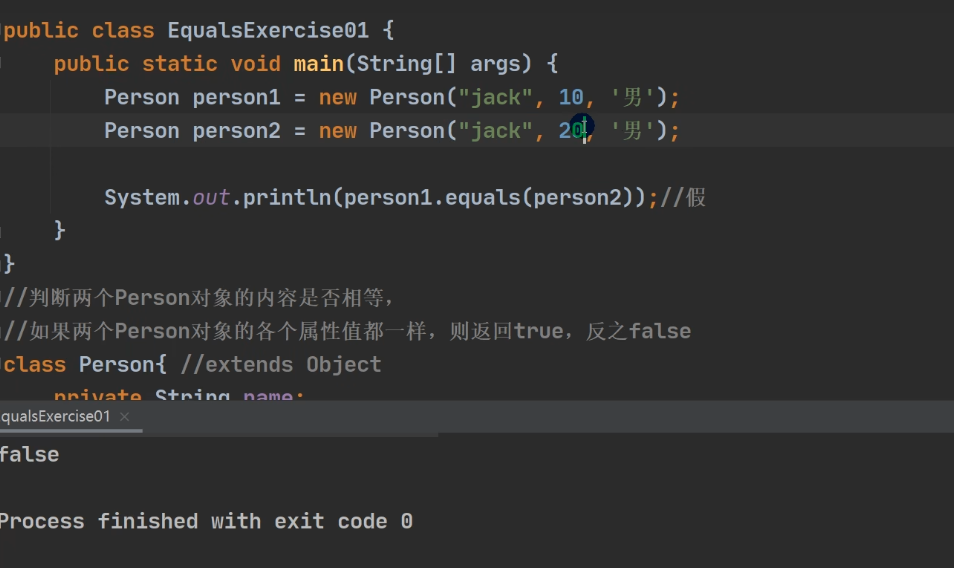 public class EqualsExercise01 {
public static void main(String[] args) {
Person person1 = new Person("jack", 10, '男');
Person person2 = new Person("jack", 20, '男');
System.out.println(person1.equals(person2));//假
}
}
//判断两个Person对象的内容是否相等，
//如果两个Person对象的各个属性值都一样，则返回true，反之false
class Person{ //extends Object
private String name;
qualsExercise01 ×
false
Process finished with exit code 0